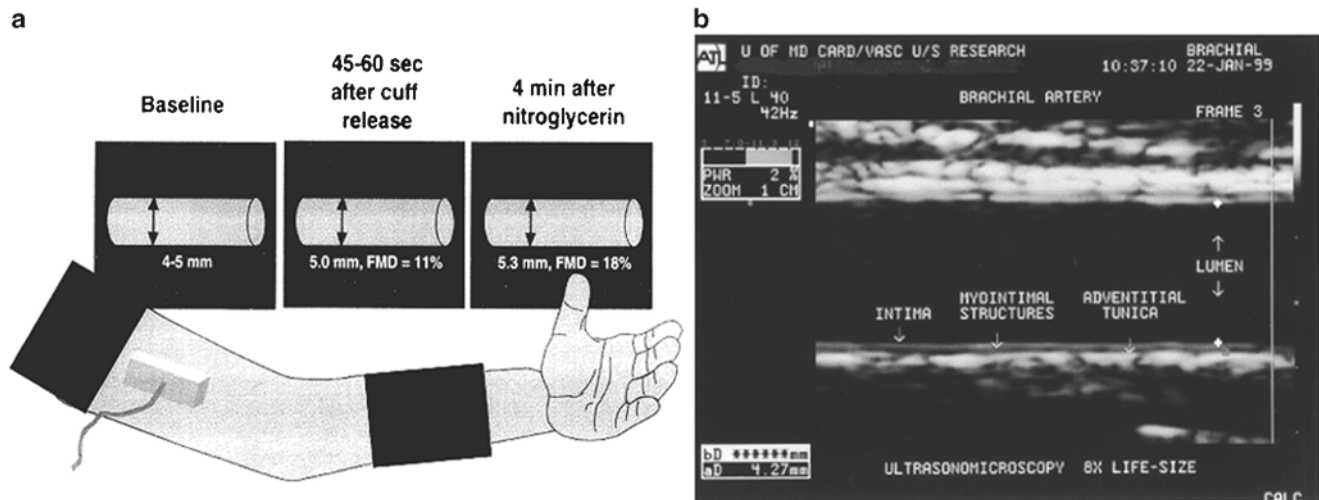 a
Baseline
45-60 sec
after cuff
release
4 min after
nitroglycerin
4-5 mm
5.0 mm, FMD = 11%
5.3 mm, FMD = 18%
b
ATL
U OF MD CARD/VASC U/S RESEARCH
BRACHIAL
10:37:10 22-JAN-99
ID:
11-5 L 40
42Hz
BRACHIAL ARTERY
FRAME 3
PWR 2 %
ZOOM 1 CM
LUMEN
INTIMA
MYOINTIMAL
STRUCTURES
ADVENTITIAL
TUNICA
bD ******mm
aD 4.27mm
ULTRASONOMICROSCOPY 8X LIFE-SIZE
CALC